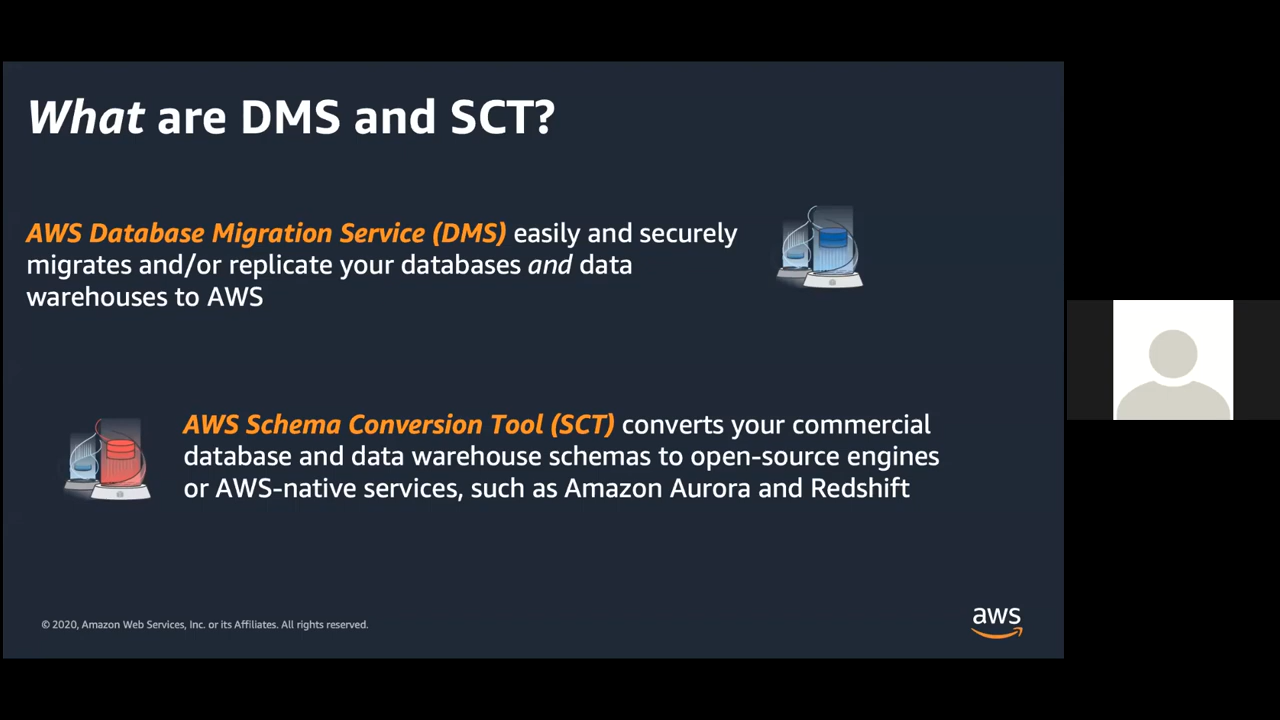 What are DMS and SCT?
AWS Database Migration Service (DMS) easily and securely
migrates and/or replicate your databases and data
warehouses to AWS
AWS Schema Conversion Tool (SCT) converts your commercial
database and data warehouse schemas to open-source engines
or AWS-native services, such as Amazon Aurora and Redshift
© 2020, Amazon Web Services, Inc. or its Affiliates. All rights reserved.
aws